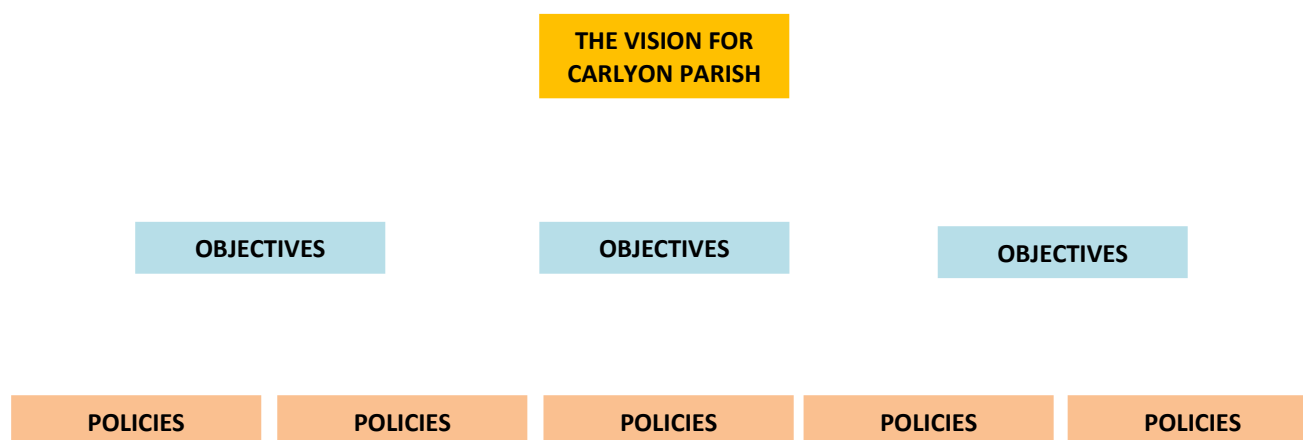 THE VISION FOR
CARLYON PARISH
OBJECTIVES
OBJECTIVES
OBJECTIVES
POLICIES
POLICIES
POLICIES
POLICIES
POLICIES